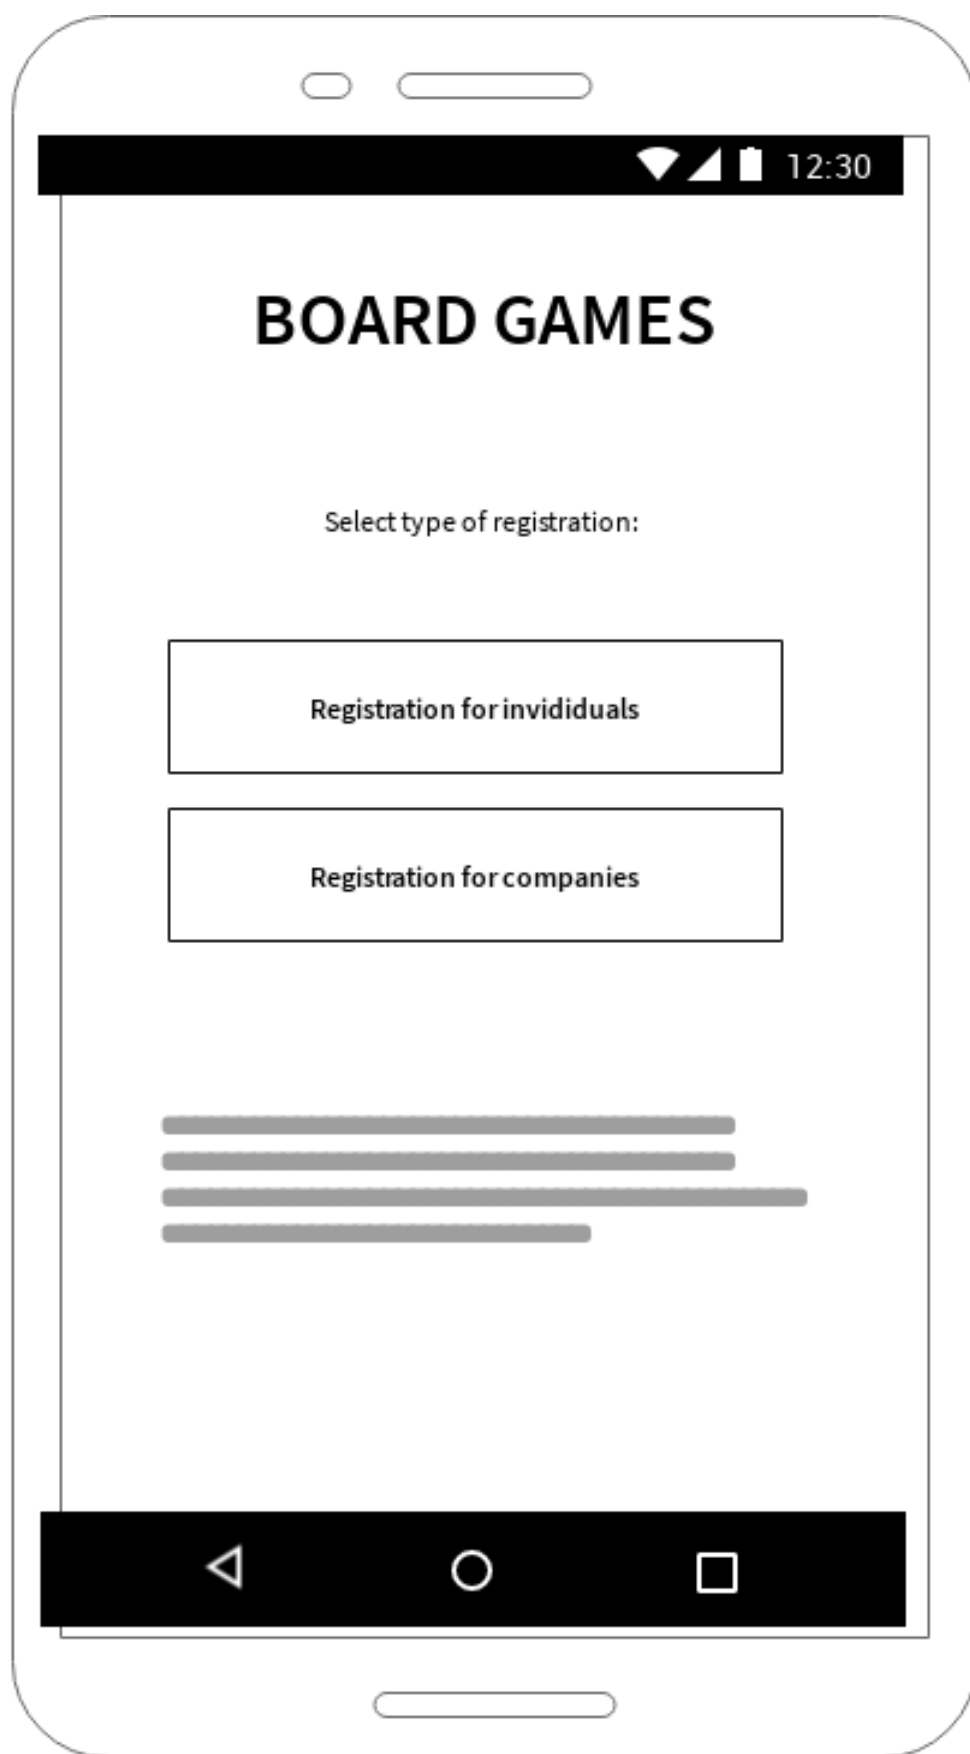 12:30
BOARD GAMES
Select type of registration:
Registration for invididuals
Registration for companies